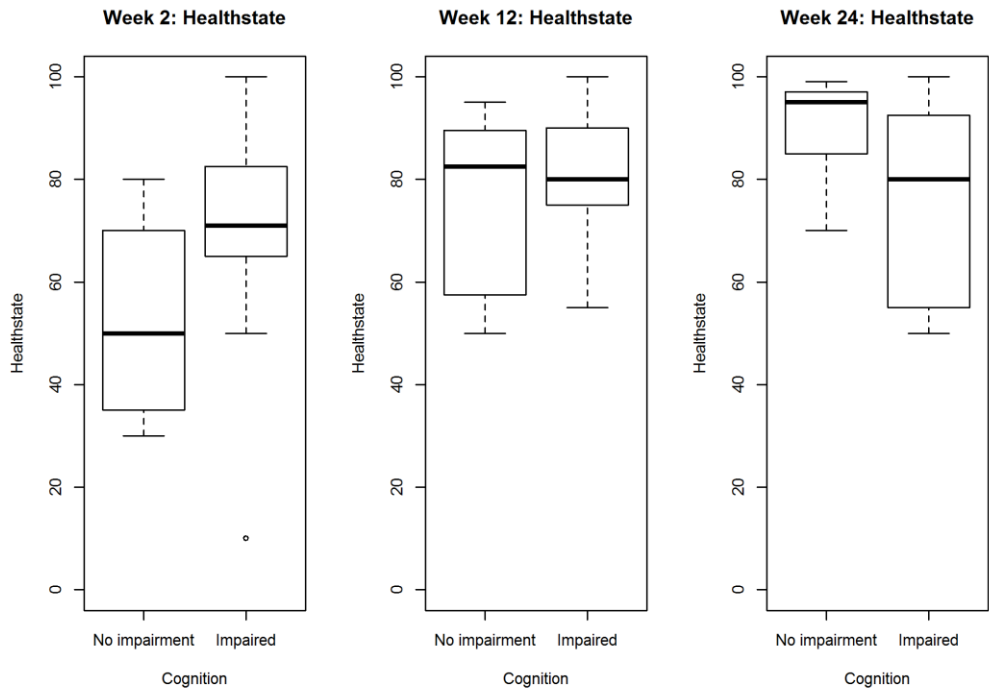 Week 2: Healthstate
Healthstate
100
80
60
40
20
0
No impairment Impaired
Cognition
Week 12: Healthstate
Healthstate
100
80
60
40
20
0
No impairment Impaired
Cognition
Week 24: Healthstate
Healthstate
100
80
60
40
20
0
No impairment Impaired
Cognition